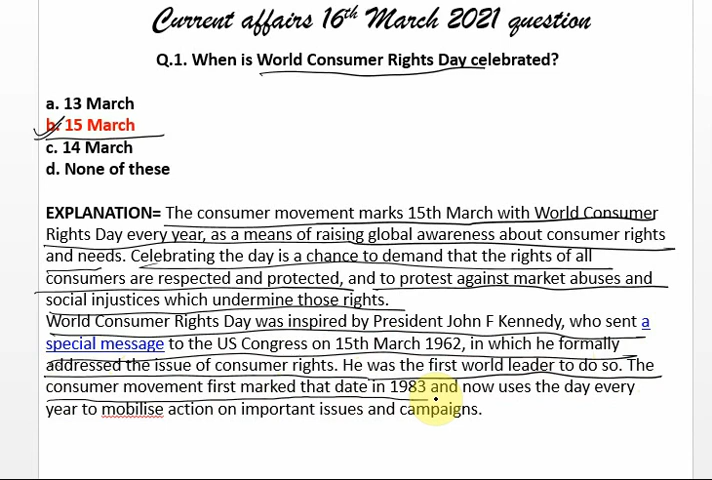 Current affairs 16th March 2021 question
Q.1. When is World Consumer Rights Day celebrated?
a. 13 March
b. 15 March
c. 14 March
d. None of these
EXPLANATION= The consumer movement marks 15th March with World Consumer
Rights Day every year, as a means of raising global awareness about consumer rights
and needs. Celebrating the day is a chance to demand that the rights of all
consumers are respected and protected, and to protest against market abuses and
social injustices which undermine those rights.
World Consumer Rights Day was inspired by President John F Kennedy, who sent a
special message to the US Congress on 15th March 1962, in which he formally
addressed the issue of consumer rights. He was the first world leader to do so. The
consumer movement first marked that date in 1983 and now uses the day every
year to mobilise action on important issues and campaigns.